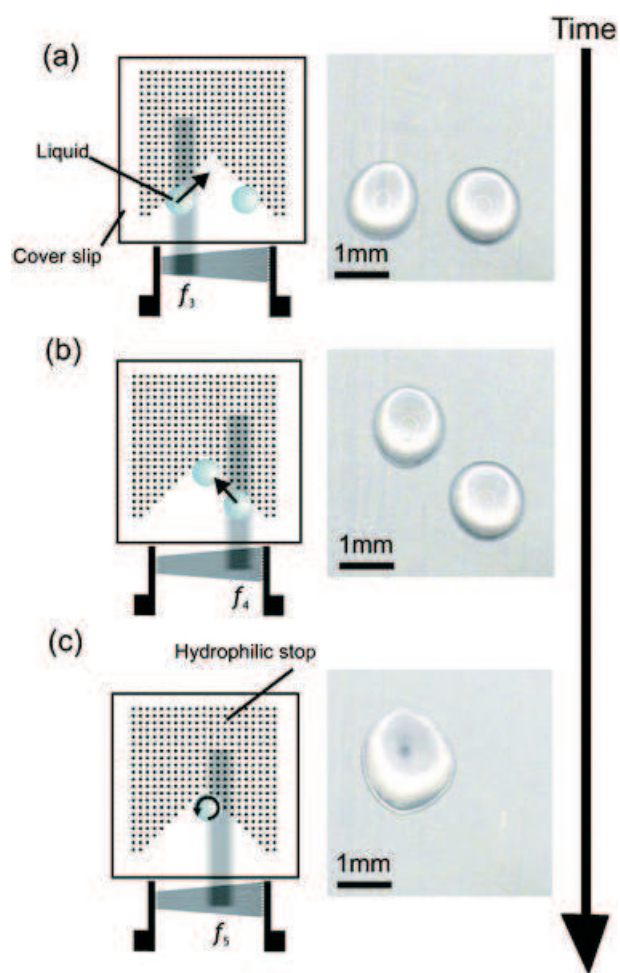 Time
(a)
Liquid
Cover slip
1mm
f3
(b)
1mm
f4
(c)
Hydrophilic stop
1mm
f5